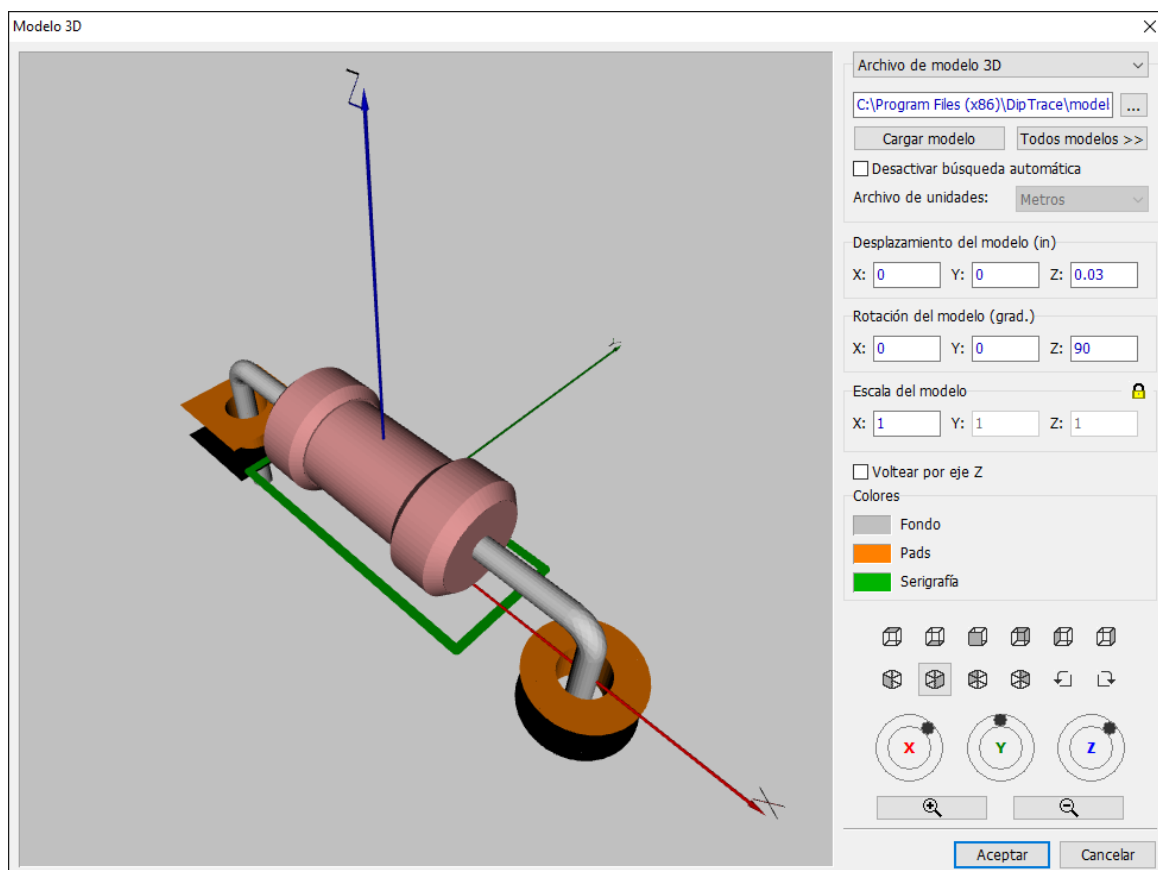 Modelo 3D
Z
Y
X
Archivo de modelo 3D
C:\Program Files (x86)\DipTrace\model
...
Cargar modelo
Todos modelos >>
Desactivar búsqueda automática
Archivo de unidades: Metros
Desplazamiento del modelo (in)
X: 0 Y: 0 Z: 0.03
Rotación del modelo (grad.)
X: 0 Y: 0 Z: 90
Escala del modelo
X: 1 Y: 1 Z: 1
Voltear por eje Z
Colores
Fondo
Pads
Serigrafía
X Y Z
Aceptar Cancelar